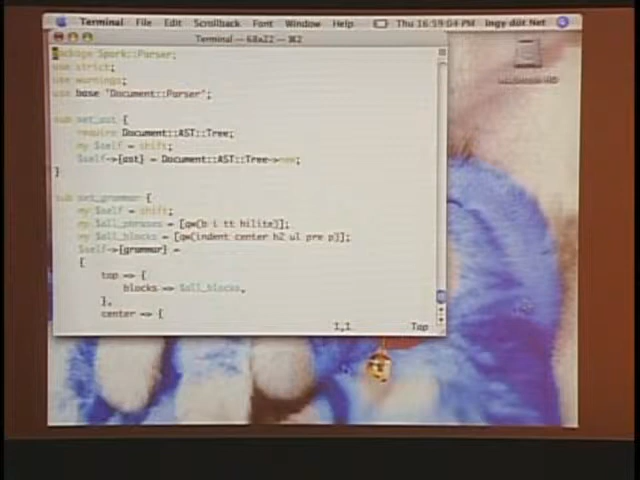 Terminal File Edit Scrollback Font Window Help Thu 16:59:04 PM ingy döt Net
Terminal — 68x22 — ⌘2
package Spork::Parser;
use strict;
use warnings;
use base "Document::Parser";
sub set_ast {
require Document::AST::Tree;
my $self = shift;
$self->{ast} = Document::AST::Tree->new;
}
sub set_grammar {
my $self = shift;
my $all_phrases = [qw(b i tt hilite)];
my $all_blocks = [qw(indent center h2 ul pre p)];
$self->{grammar} =
{
top => {
blocks => $all_blocks,
},
center => {
1,1 Top